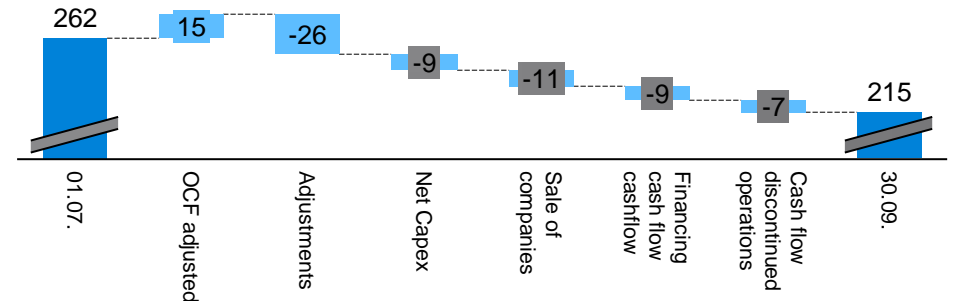 262
15
-26
-9
-11
-9
-7
215
01.07.
OCF adjusted
Adjustments
Net Capex
Sale of
companies
Financing
cash flow
cashflow
Cash flow
discontinued
operations
30.09.